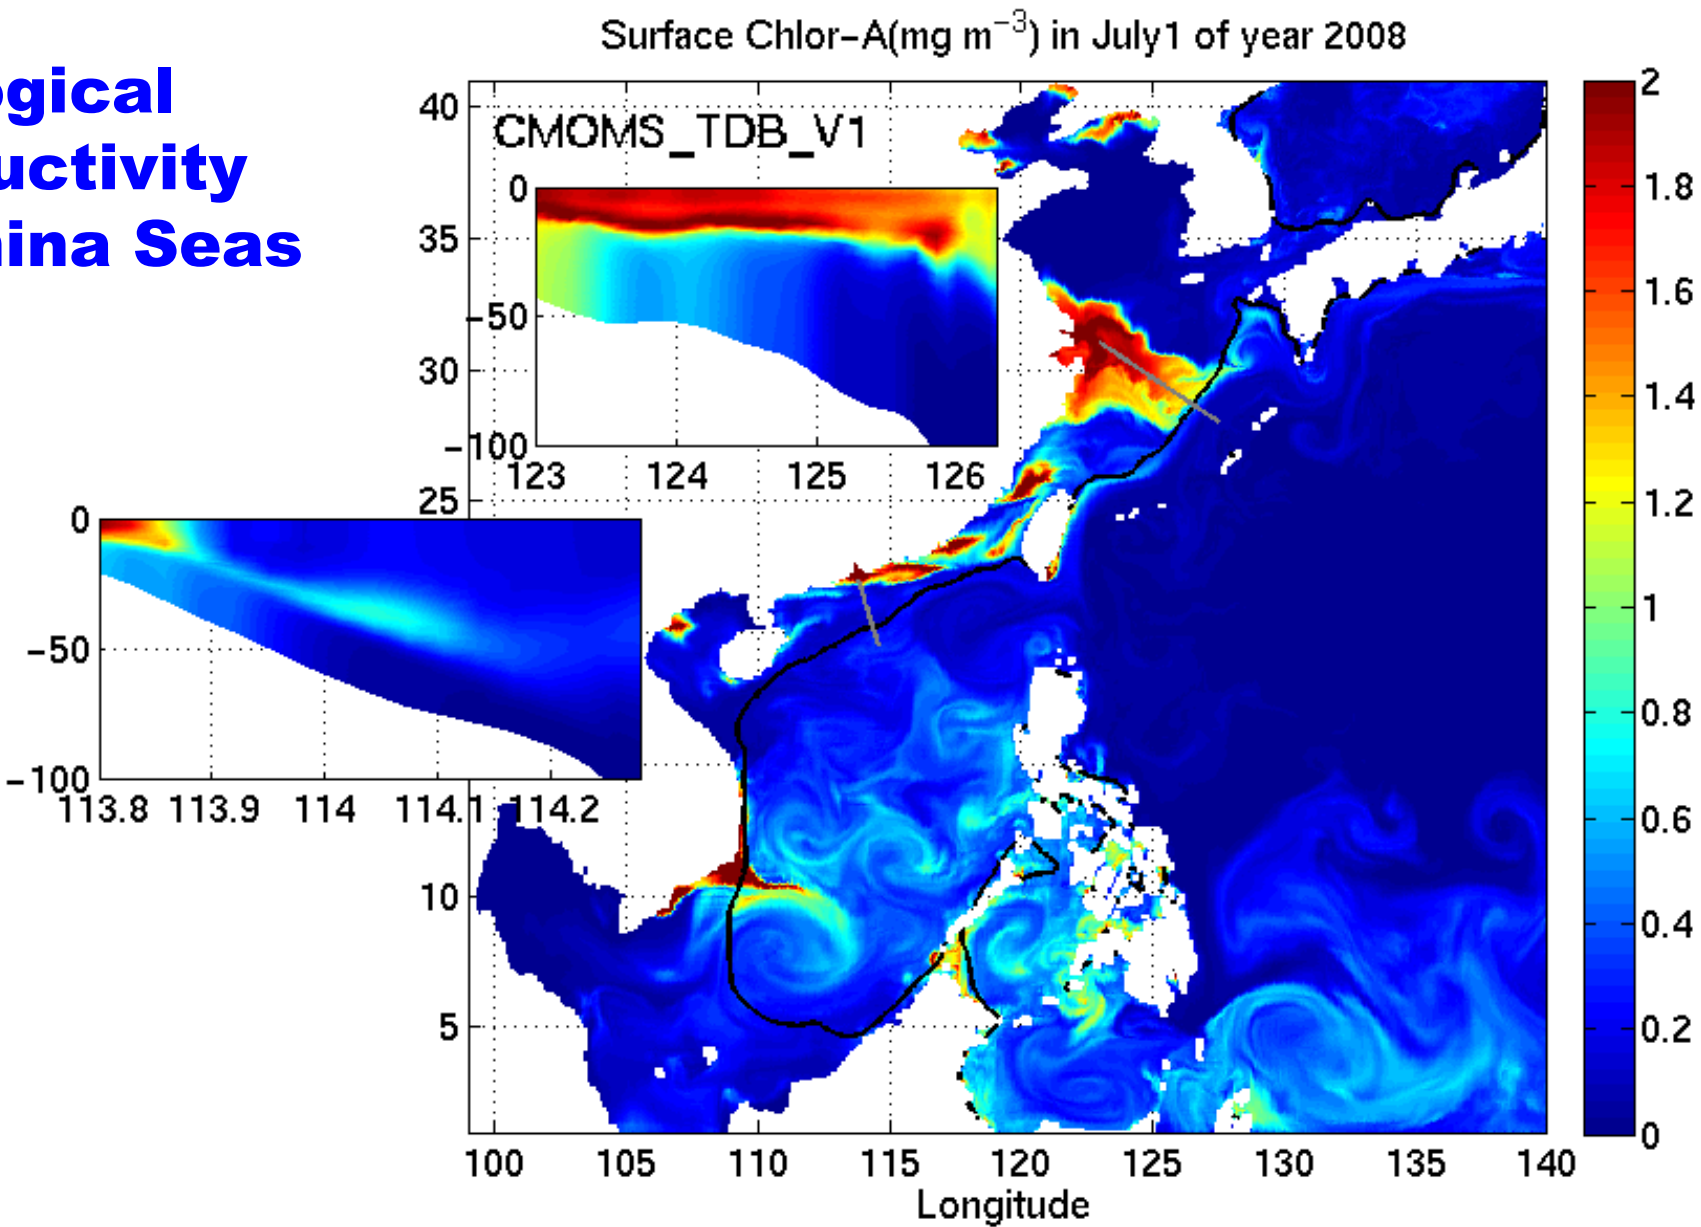 Surface Chlor-A(mg m⁻³) in July1 of year 2008
ogical
uctivity
ina Seas
CMOMS_TDB_V1
40
35
30
25
10
5
100 105 110 115 120 125 130 135 140
Longitude
0
-50
-100
123 124 125 126
0
-50
-100
113.8 113.9 114 114.1 114.2
2
1.8
1.6
1.4
1.2
1
0.8
0.6
0.4
0.2
0